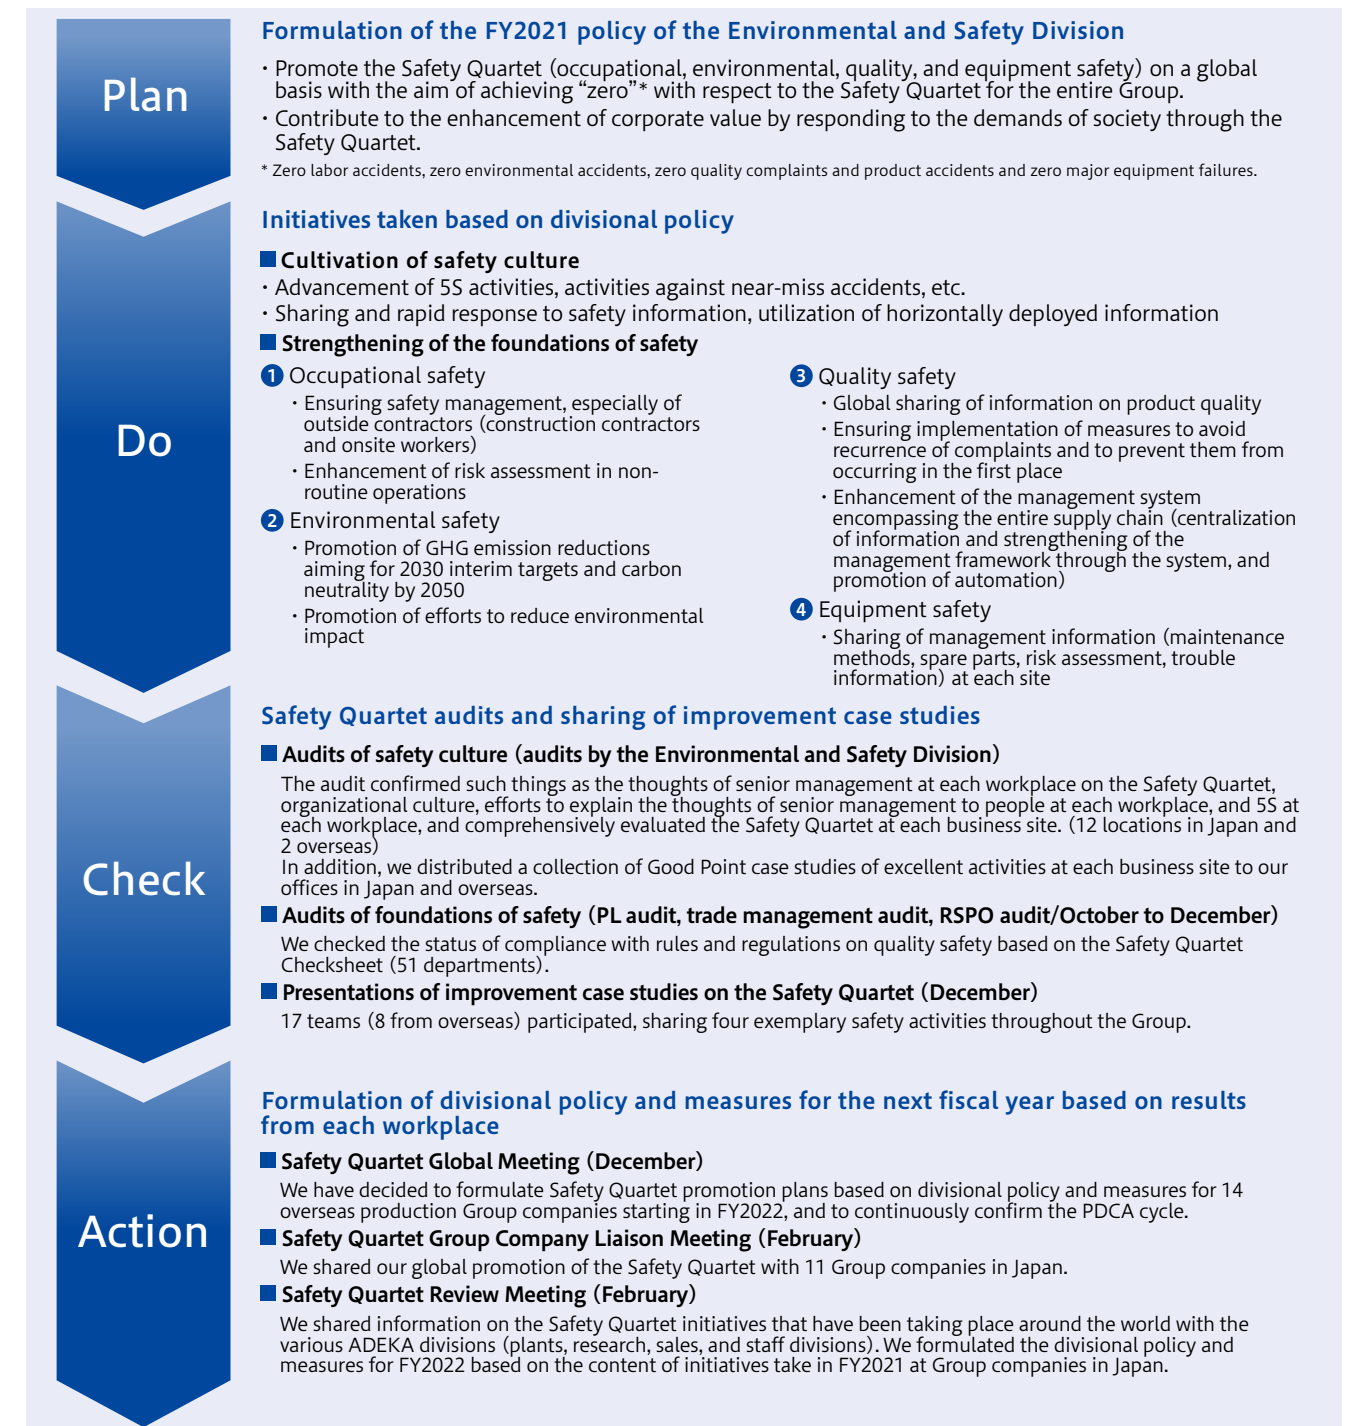 Plan
Formulation of the FY2021 policy of the Environmental and Safety Division
・Promote the Safety Quartet (occupational, environmental, quality, and equipment safety) on a global
basis with the aim of achieving “zero”* with respect to the Safety Quartet for the entire Group.
・Contribute to the enhancement of corporate value by responding to the demands of society through the
Safety Quartet.
* Zero labor accidents, zero environmental accidents, zero quality complaints and product accidents and zero major equipment failures.
Do
Initiatives taken based on divisional policy
■ Cultivation of safety culture
・Advancement of 5S activities, activities against near-miss accidents, etc.
・Sharing and rapid response to safety information, utilization of horizontally deployed information
■ Strengthening of the foundations of safety
❶ Occupational safety
・Ensuring safety management, especially of
outside contractors (construction contractors
and onsite workers)
・Enhancement of risk assessment in non-
routine operations
❷ Environmental safety
・Promotion of GHG emission reductions
aiming for 2030 interim targets and carbon
neutrality by 2050
・Promotion of efforts to reduce environmental
impact
❸ Quality safety
・Global sharing of information on product quality
・Ensuring implementation of measures to avoid
recurrence of complaints and to prevent them from
occurring in the first place
・Enhancement of the management system
encompassing the entire supply chain (centralization
of information and strengthening of the
management framework through the system, and
promotion of automation)
❹ Equipment safety
・Sharing of management information (maintenance
methods, spare parts, risk assessment, trouble
information) at each site
Check
Safety Quartet audits and sharing of improvement case studies
■ Audits of safety culture (audits by the Environmental and Safety Division)
The audit confirmed such things as the thoughts of senior management at each workplace on the Safety Quartet,
organizational culture, efforts to explain the thoughts of senior management to people at each workplace, and 5S at
each workplace, and comprehensively evaluated the Safety Quartet at each business site. (12 locations in Japan and
2 overseas)
In addition, we distributed a collection of Good Point case studies of excellent activities at each business site to our
offices in Japan and overseas.
■ Audits of foundations of safety (PL audit, trade management audit, RSPO audit/October to December)
We checked the status of compliance with rules and regulations on quality safety based on the Safety Quartet
Checksheet (51 departments).
■ Presentations of improvement case studies on the Safety Quartet (December)
17 teams (8 from overseas) participated, sharing four exemplary safety activities throughout the Group.
Action
Formulation of divisional policy and measures for the next fiscal year based on results
from each workplace
■ Safety Quartet Global Meeting (December)
We have decided to formulate Safety Quartet promotion plans based on divisional policy and measures for 14
overseas production Group companies starting in FY2022, and to continuously confirm the PDCA cycle.
■ Safety Quartet Group Company Liaison Meeting (February)
We shared our global promotion of the Safety Quartet with 11 Group companies in Japan.
■ Safety Quartet Review Meeting (February)
We shared information on the Safety Quartet initiatives that have been taking place around the world with the
various ADEKA divisions (plants, research, sales, and staff divisions). We formulated the divisional policy and
measures for FY2022 based on the content of initiatives take in FY2021 at Group companies in Japan.